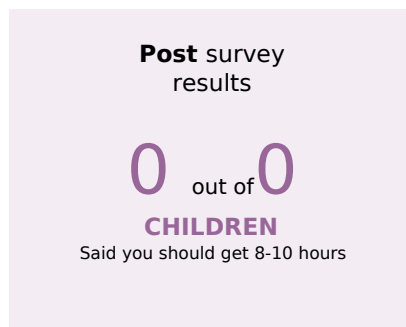 Post survey
results
0 out of 0
CHILDREN
Said you should get 8-10 hours